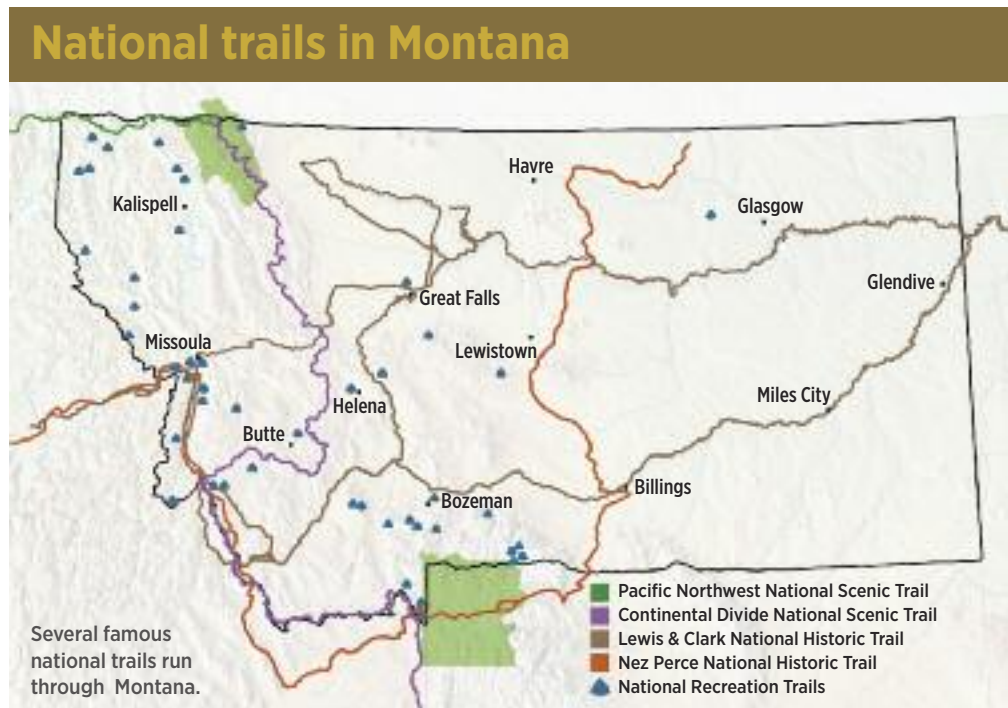 National trails in Montana
Havre
Kalispell
Glasgow
Glendive
Great Falls
Missoula
Lewistown
Miles City
Helena
Butte
Billings
Bozeman
Pacific Northwest National Scenic Trail
Continental Divide National Scenic Trail
Lewis & Clark National Historic Trail
Nez Perce National Historic Trail
National Recreation Trails
Several famous
national trails run
through Montana.